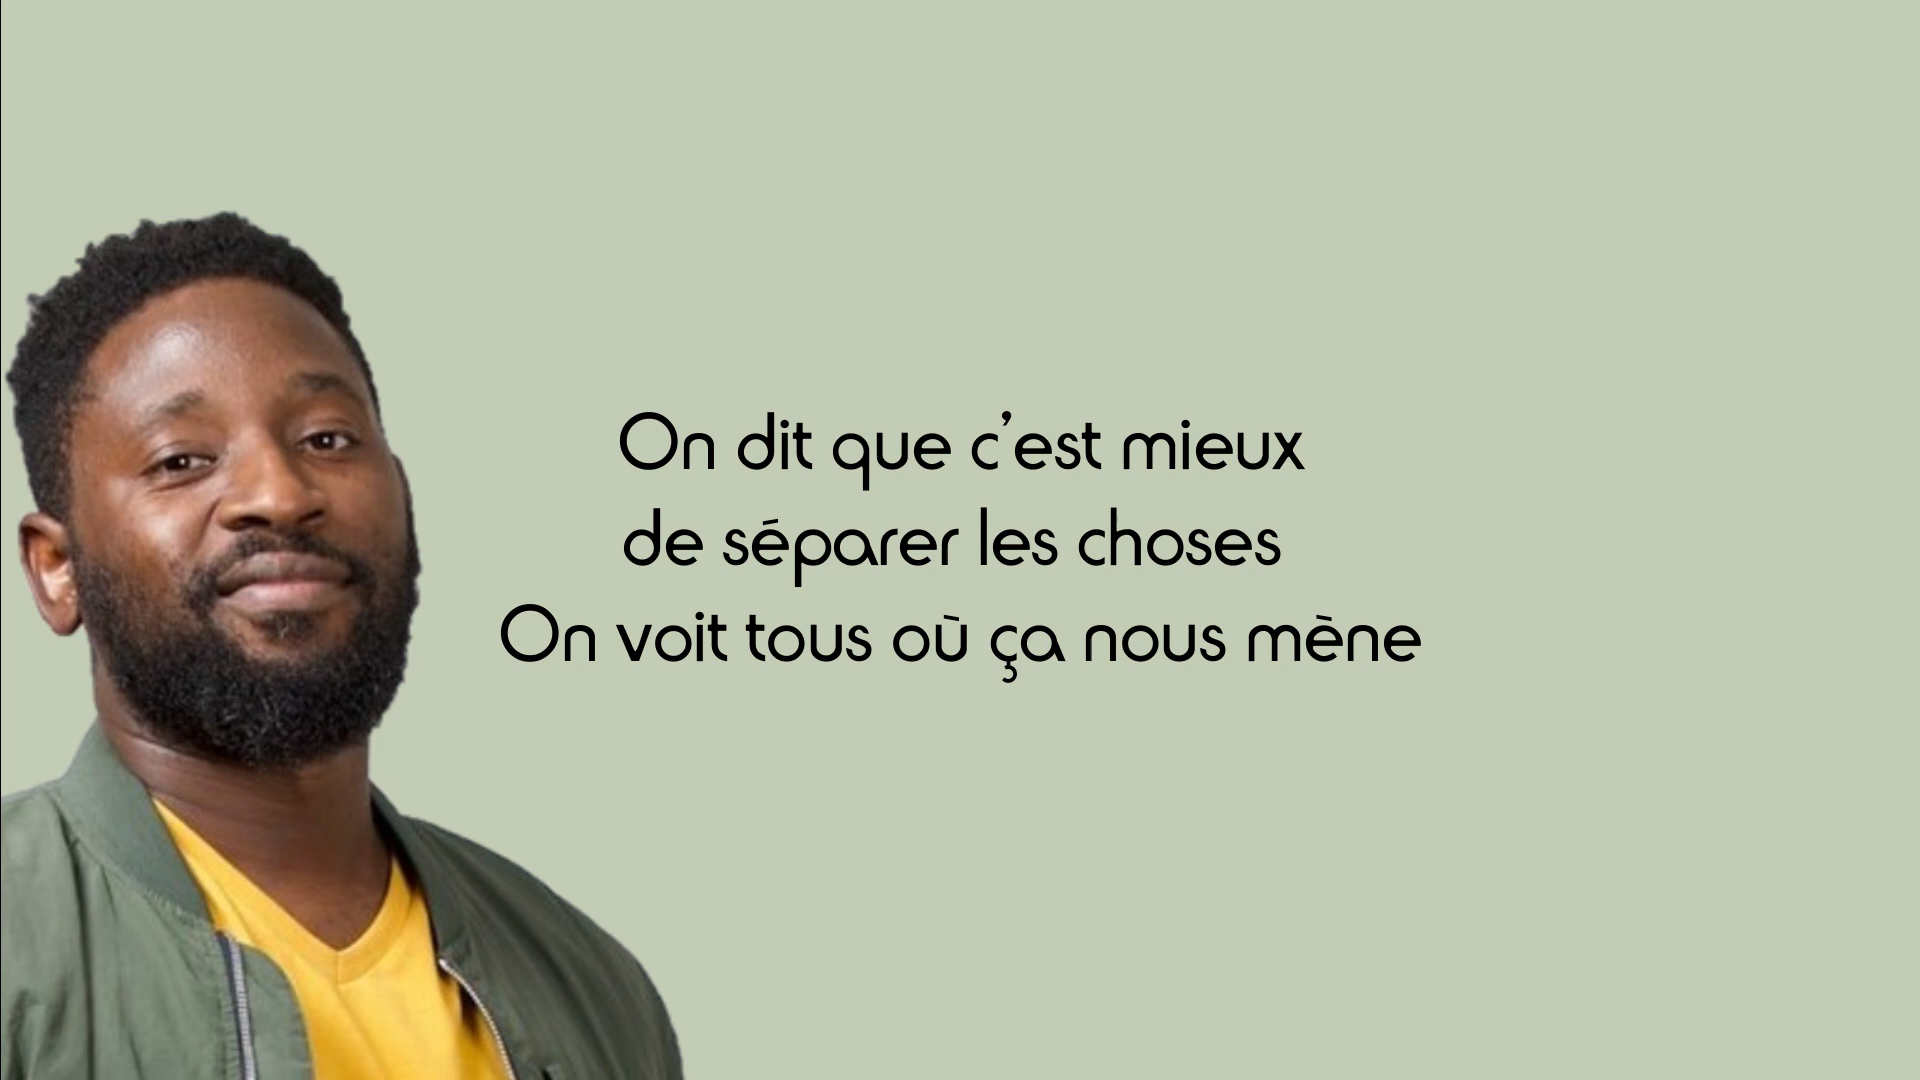 On dit que c’est mieux
de séparer les choses
On voit tous où ça nous mène